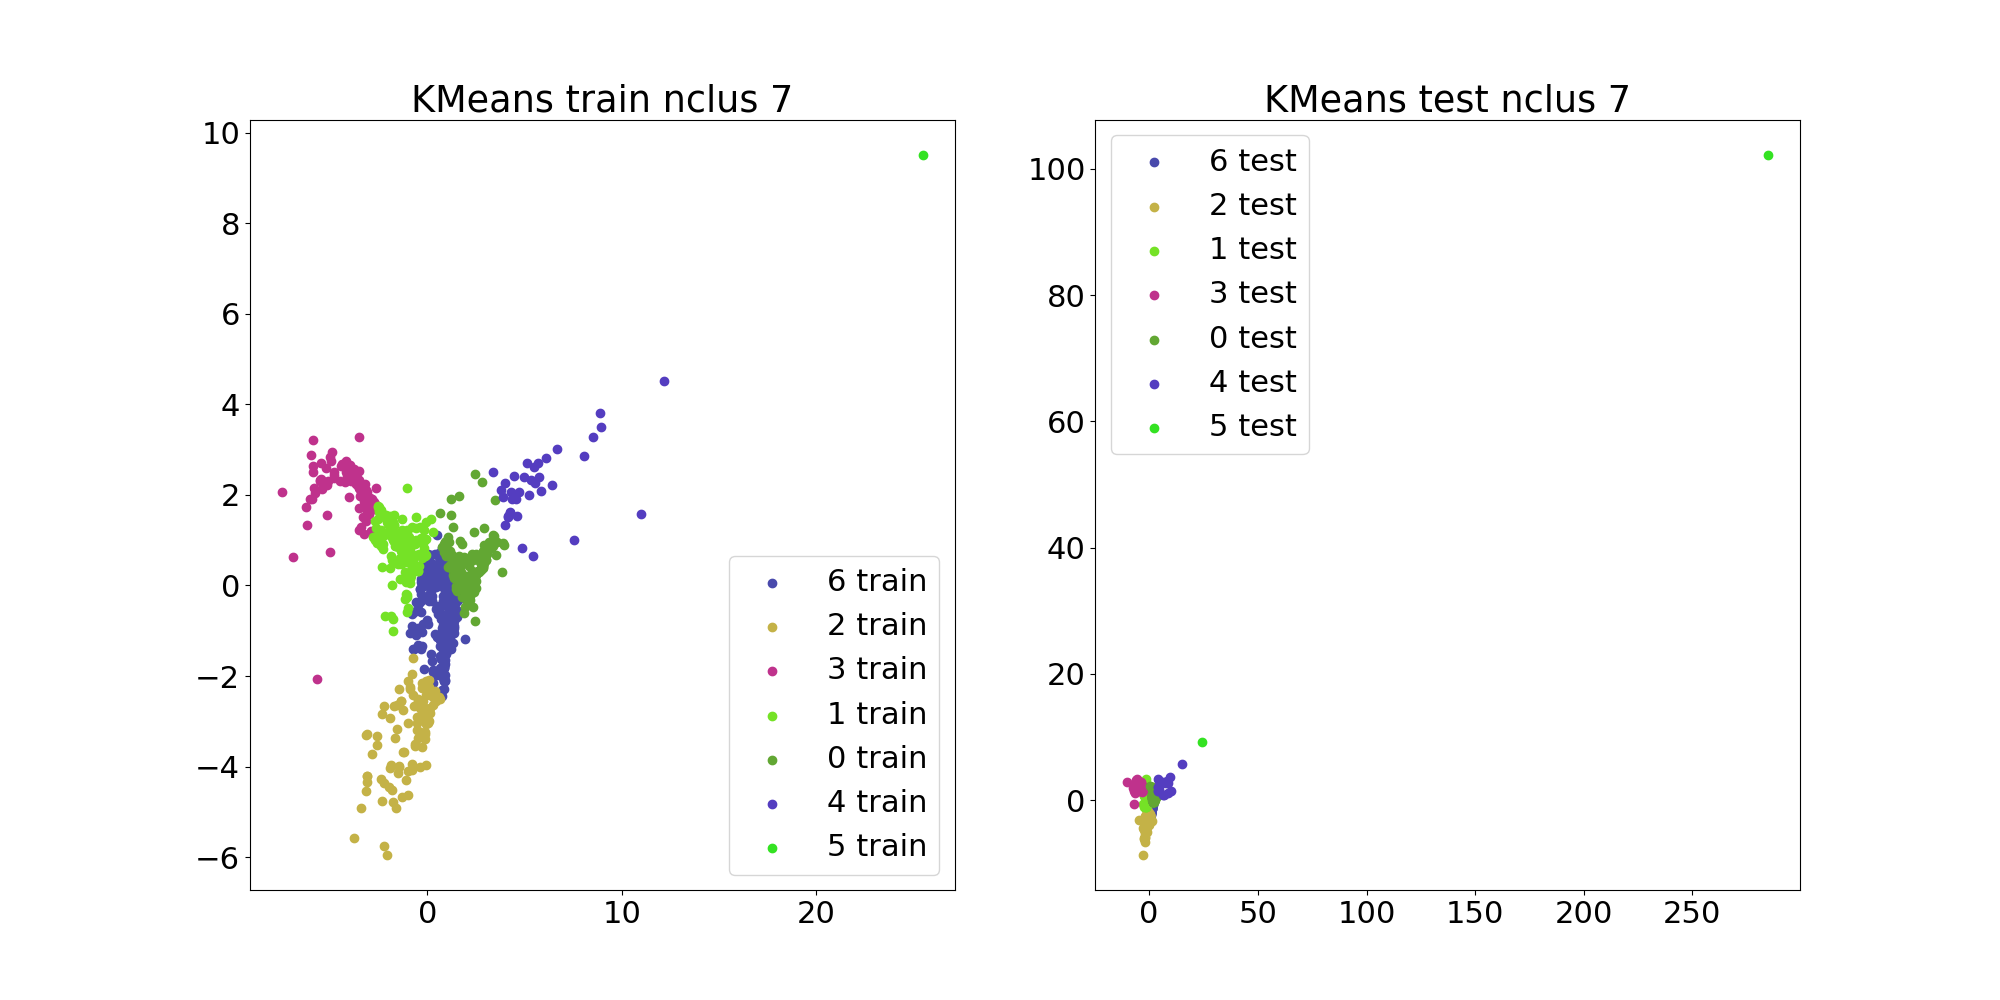 KMeans train nclus 7
10
8
6
4
2
0
−2
−4
−6
0
10
20
6 train
2 train
3 train
1 train
0 train
4 train
5 train
KMeans test nclus 7
100
80
60
40
20
0
0
50
100
150
200
250
6 test
2 test
1 test
3 test
0 test
4 test
5 test